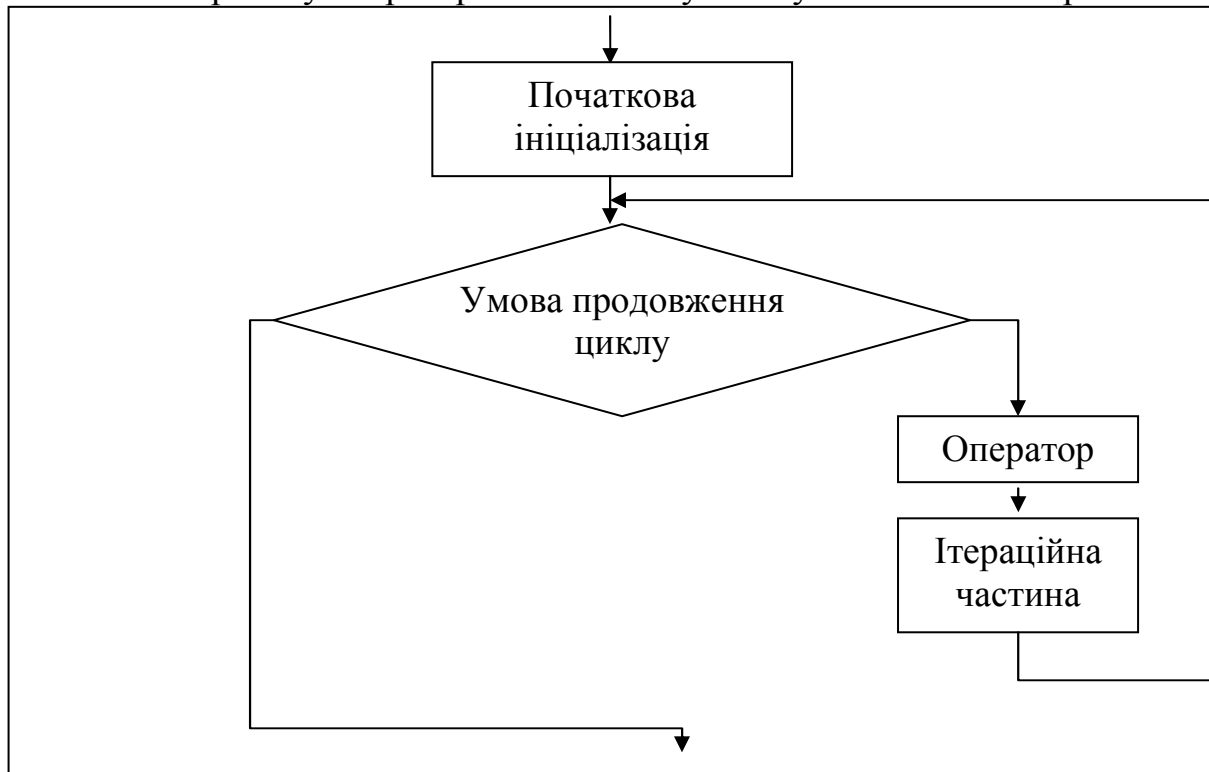 Початкова
ініціалізація
Умова продовження
циклу
Оператор
Ітераційна
частина